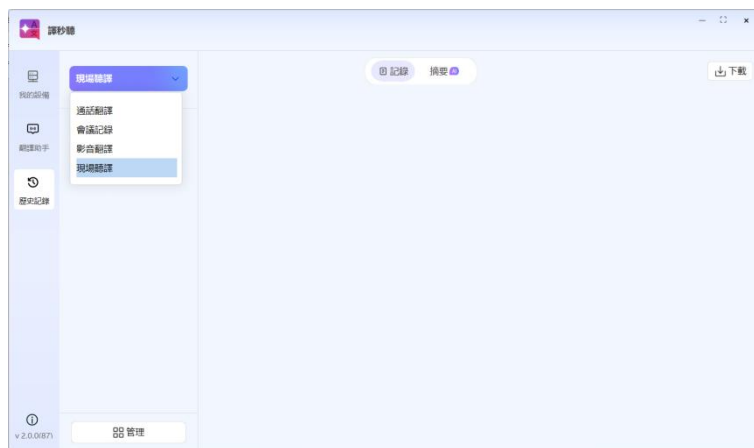 譯秒聽
我的設備
翻譯助手
歷史記錄
v 2.0.0(87)
現場聽譯
通話翻譯
會議記錄
影音翻譯
現場聽譯
管理
記錄
摘要 AI
下載